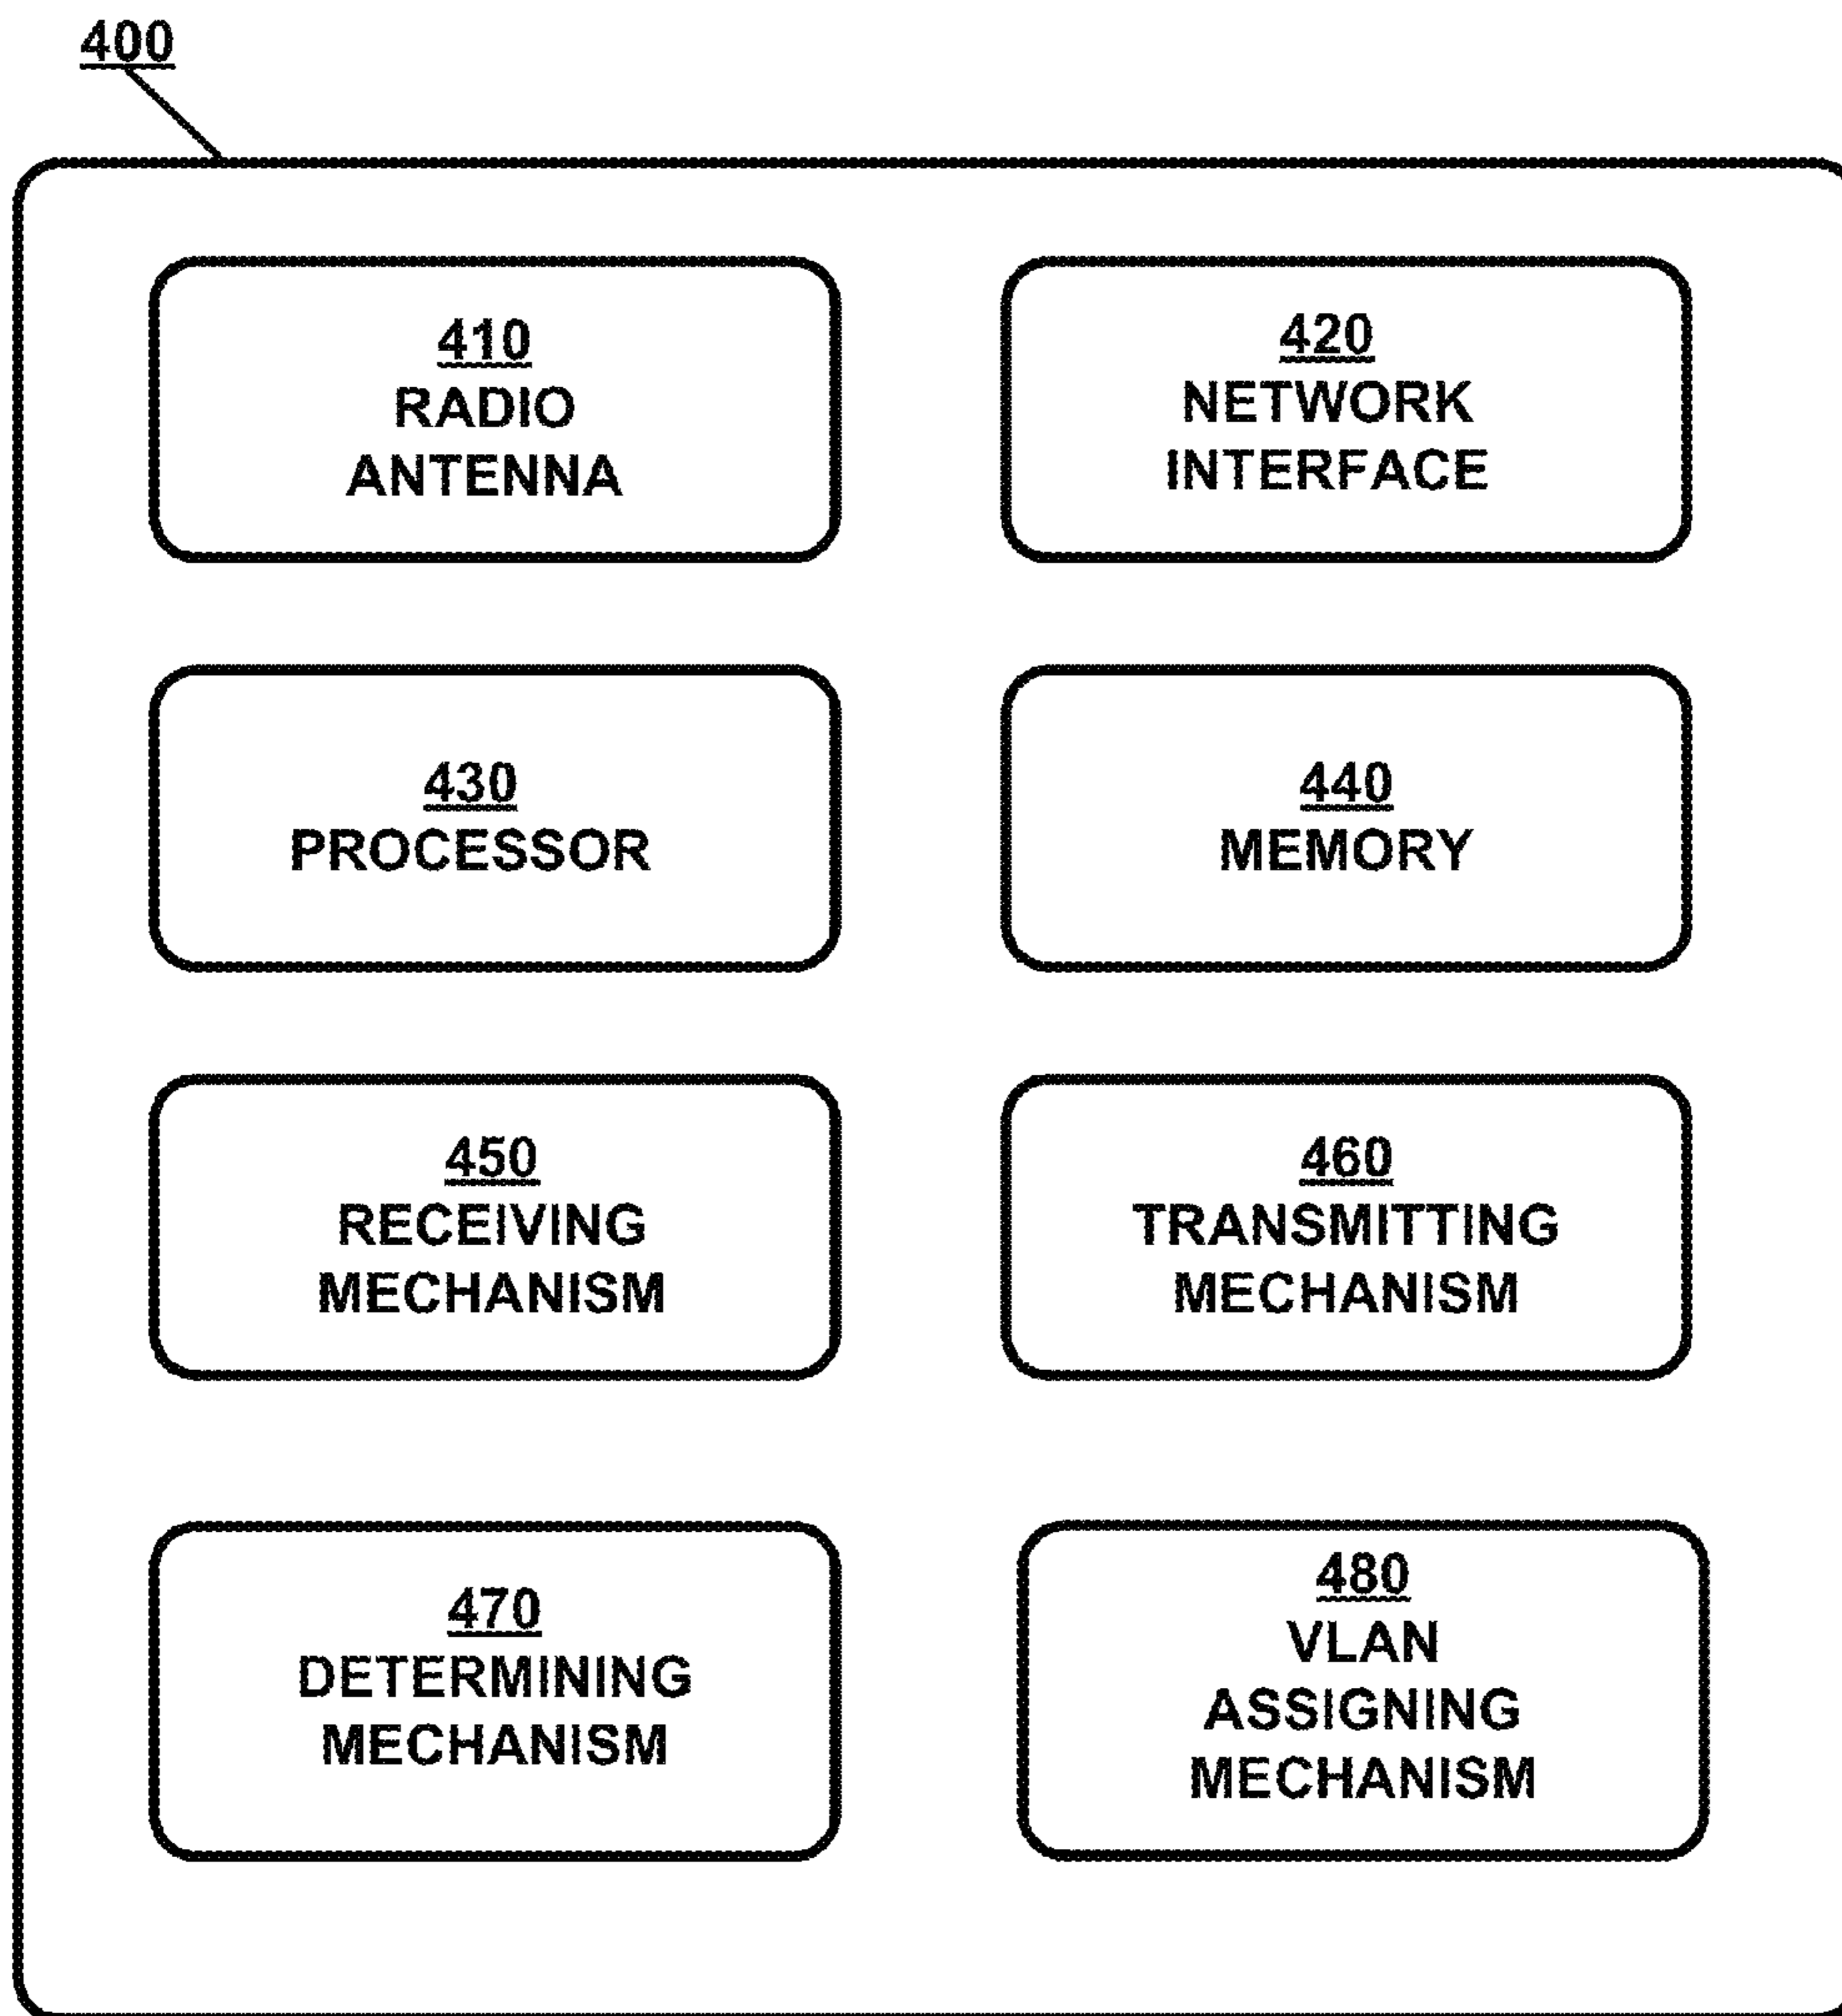 400
410
RADIO
ANTENNA
420
NETWORK
INTERFACE
430
PROCESSOR
440
MEMORY
450
RECEIVING
MECHANISM
460
TRANSMITTING
MECHANISM
470
DETERMINING
MECHANISM
480
VLAN
ASSIGNING
MECHANISM